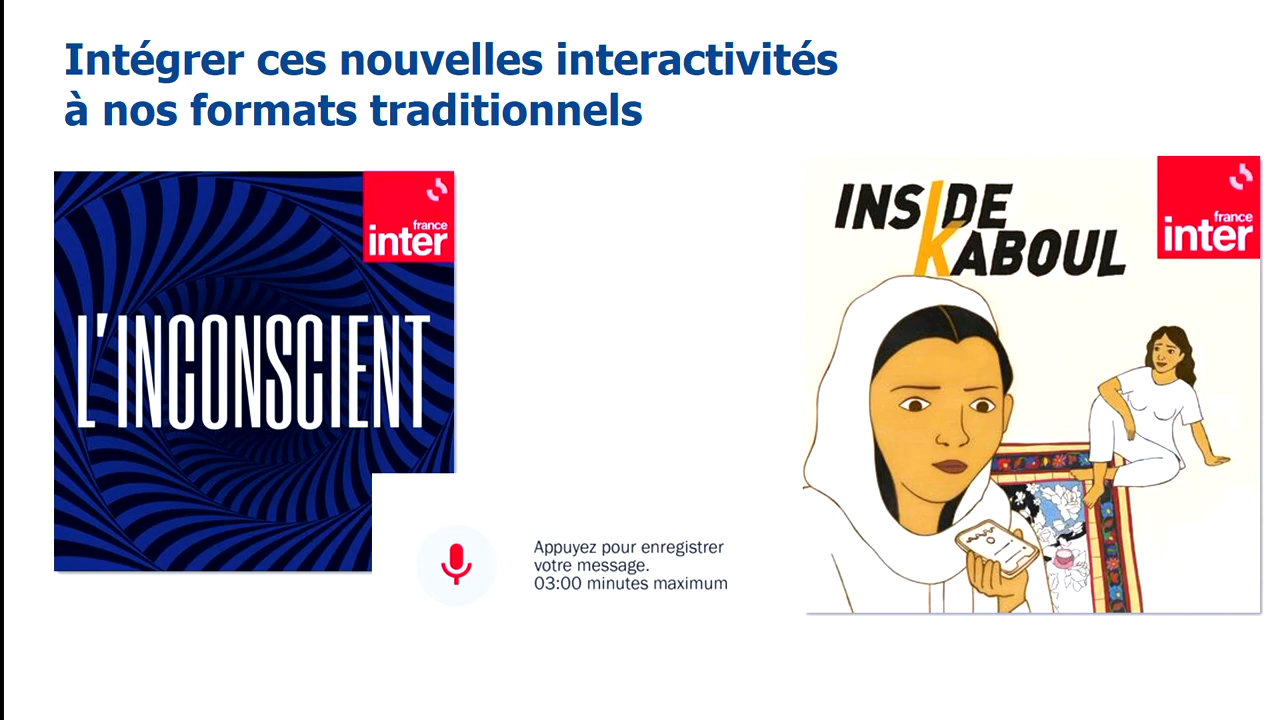 Intégrer ces nouvelles interactivités
à nos formats traditionnels
france
inter
L'INCONSCIENT
Appuyez pour enregistrer
votre message.
03:00 minutes maximum
INSIDE
KABOUL
france
inter